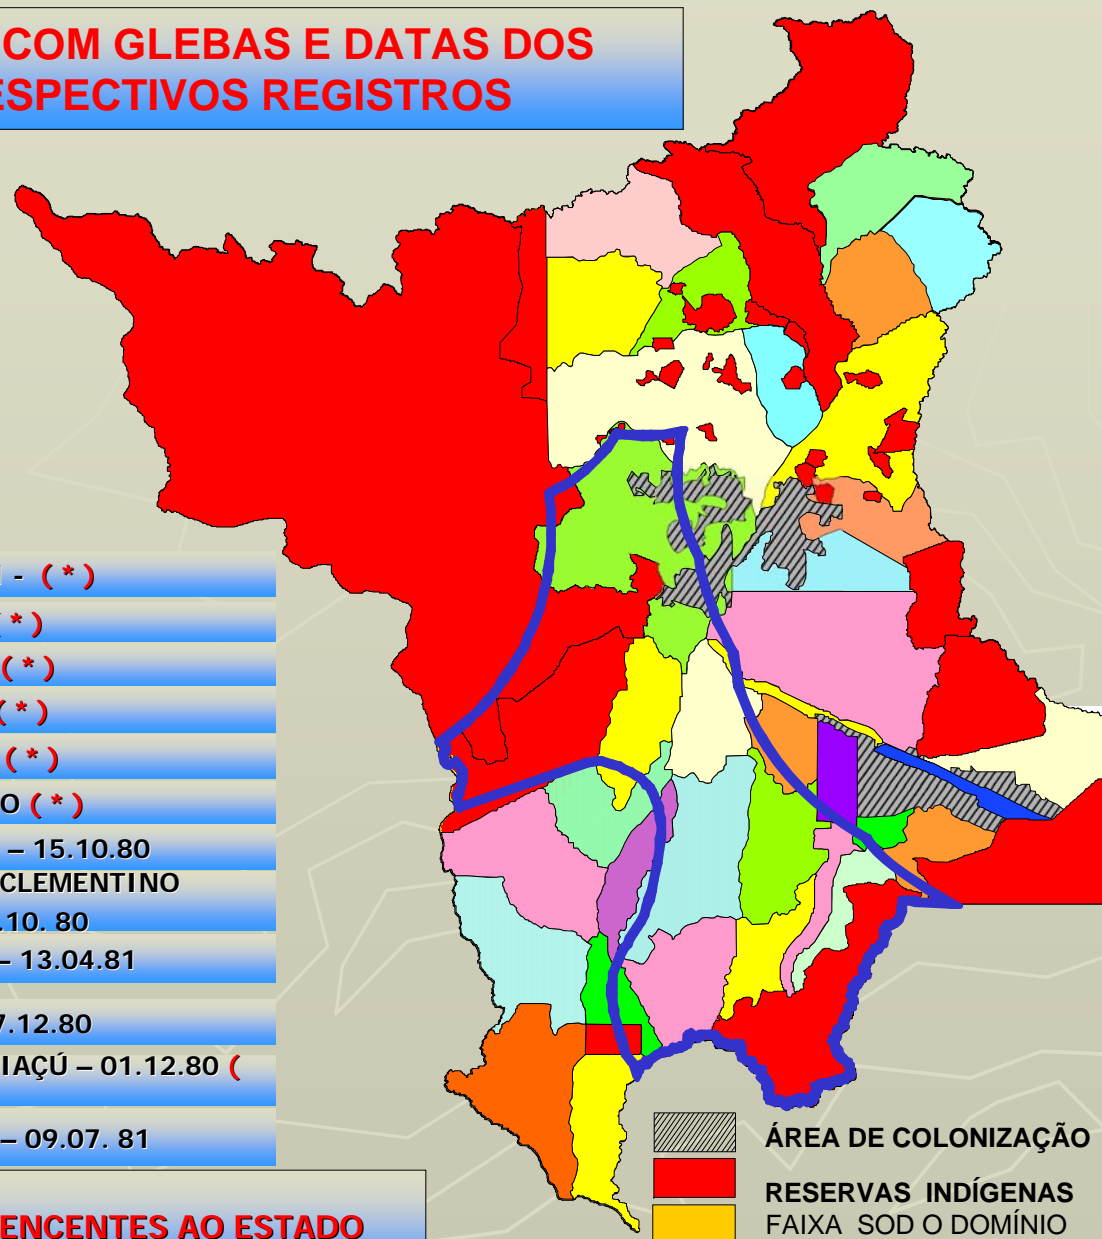 COM GLEBAS E DATAS DOS
ESPECTIVOS REGISTROS
- ( * )
( * )
( * )
( * )
( * )
O ( * )
– 15.10.80
CLEMENTINO
.10. 80
– 13.04.81
7.12.80
IAÇÚ – 01.12.80 (
– 09.07. 81
ENCENTES AO ESTADO
ÁREA DE COLONIZAÇÃO
RESERVAS INDÍGENAS
FAIXA SOD O DOMÍNIO